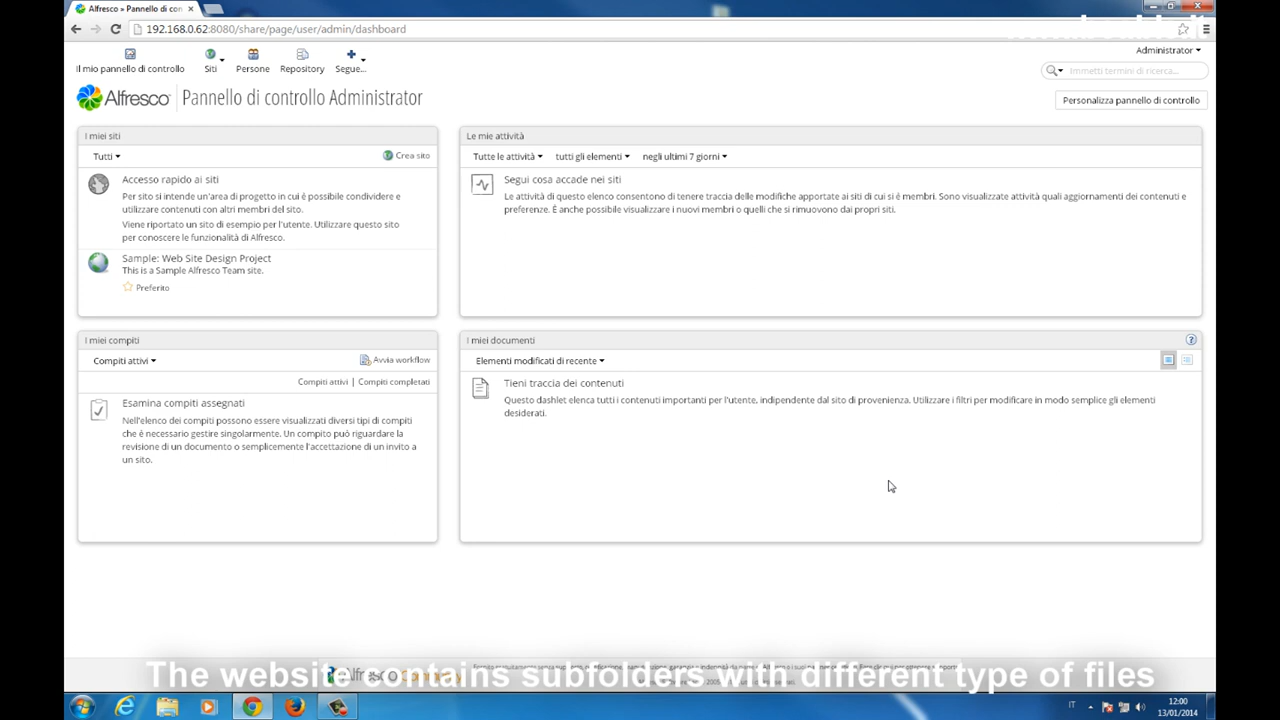 Alfresco » Pannello di con
192.168.0.62:8080/share/page/user/admin/dashboard
Il mio pannello di controllo Siti Persone Repository Segue...
Administrator
Immetti termini di ricerca...
Alfresco Pannello di controllo Administrator
Personalizza pannello di controllo
I miei siti
Tutti
Crea sito
Accesso rapido ai siti
Per sito si intende un'area di progetto in cui è possibile condividere e
utilizzare contenuti con altri membri del sito.
Viene riportato un sito di esempio per l'utente. Utilizzare questo sito
per conoscere le funzionalità di Alfresco.
Sample: Web Site Design Project
This is a Sample Alfresco Team site.
Preferito
Le mie attività
Tutte le attività tutti gli elementi negli ultimi 7 giorni
Segui cosa accade nei siti
Le attività di questo elenco consentono di tenere traccia delle modifiche apportate ai siti di cui si è membri. Sono visualizzate attività quali aggiornamenti dei contenuti e
preferenze. È anche possibile visualizzare i nuovi membri o quelli che si rimuovono dai propri siti.
I miei compiti
Compiti attivi
Avvia workflow
Compiti attivi | Compiti completati
Esamina compiti assegnati
Nell'elenco dei compiti possono essere visualizzati diversi tipi di compiti
che è necessario gestire singolarmente. Un compito può riguardare la
revisione di un documento o semplicemente l'accettazione di un invito a
un sito.
I miei documenti
Elementi modificati di recente
Tieni traccia dei contenuti
Questo dashlet elenca tutti i contenuti importanti per l'utente, indipendente dal sito di provenienza. Utilizzare i filtri per modificare in modo semplice gli elementi
desiderati.
The website contains subfolders with different type of files
IT
12:00
13/01/2014